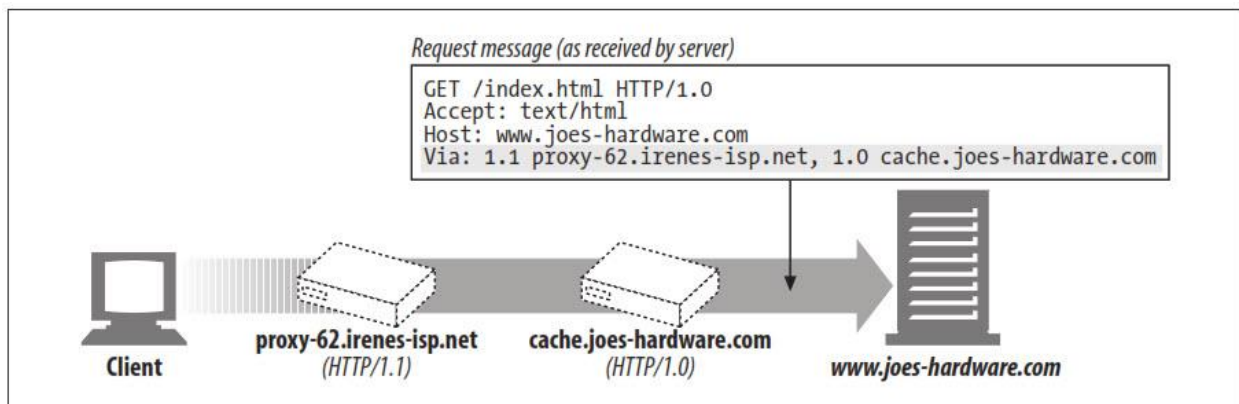 Request message (as received by server)
GET /index.html HTTP/1.0
Accept: text/html
Host: www.joes-hardware.com
Via: 1.1 proxy-62.irenes-isp.net, 1.0 cache.joes-hardware.com
Client
proxy-62.irenes-isp.net
(HTTP/1.1)
cache.joes-hardware.com
(HTTP/1.0)
www.joes-hardware.com